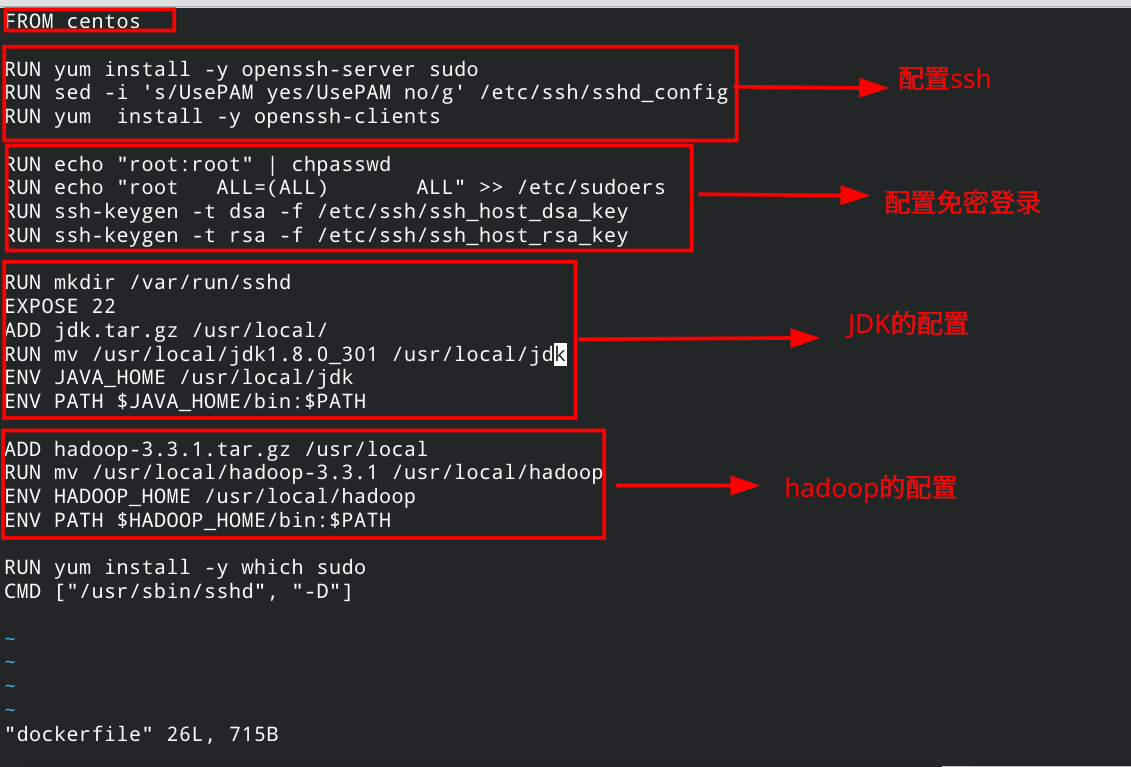 FROM centos
RUN yum install -y openssh-server sudo
RUN sed -i 's/UsePAM yes/UsePAM no/g' /etc/ssh/sshd_config
RUN yum  install -y openssh-clients
配置ssh
RUN echo "root:root" | chpasswd
RUN echo "root   ALL=(ALL)       ALL" >> /etc/sudoers
RUN ssh-keygen -t dsa -f /etc/ssh/ssh_host_dsa_key
RUN ssh-keygen -t rsa -f /etc/ssh/ssh_host_rsa_key
配置免密登录
RUN mkdir /var/run/sshd
EXPOSE 22
ADD jdk.tar.gz /usr/local/
RUN mv /usr/local/jdk1.8.0_301 /usr/local/jdk
ENV JAVA_HOME /usr/local/jdk
ENV PATH $JAVA_HOME/bin:$PATH
JDK的配置
ADD hadoop-3.3.1.tar.gz /usr/local
RUN mv /usr/local/hadoop-3.3.1 /usr/local/hadoop
ENV HADOOP_HOME /usr/local/hadoop
ENV PATH $HADOOP_HOME/bin:$PATH
hadoop的配置
RUN yum install -y which sudo
CMD ["/usr/sbin/sshd", "-D"]
~
~
~
~
"dockerfile" 26L, 715B